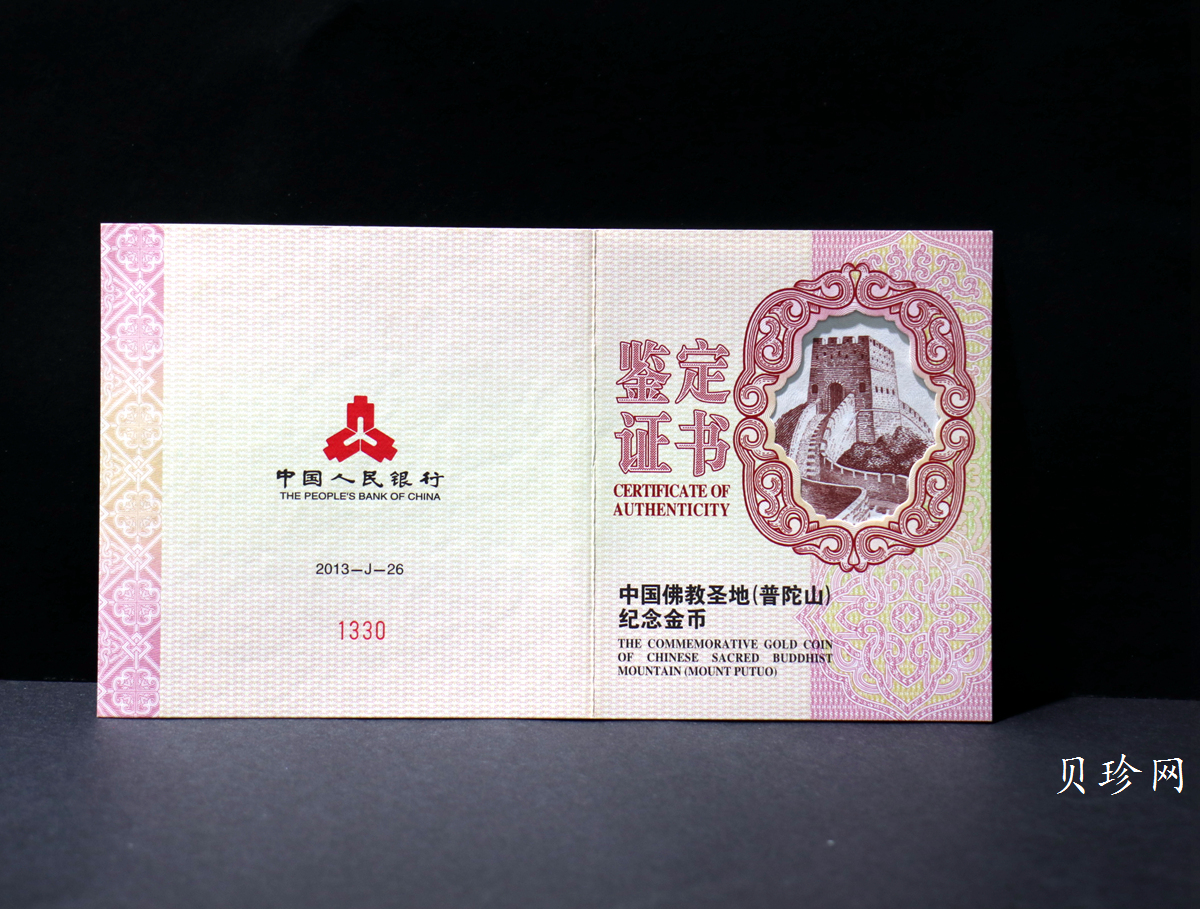 中国人民银行
THE PEOPLE'S BANK OF CHINA
2013—J—26
1330
鉴定
证书
CERTIFICATE OF
AUTHENTICITY
中国佛教圣地(普陀山)
纪念金币
THE COMMEMORATIVE GOLD COIN
OF CHINESE SACRED BUDDHIST
MOUNTAIN (MOUNT PUTUO)
贝珍网